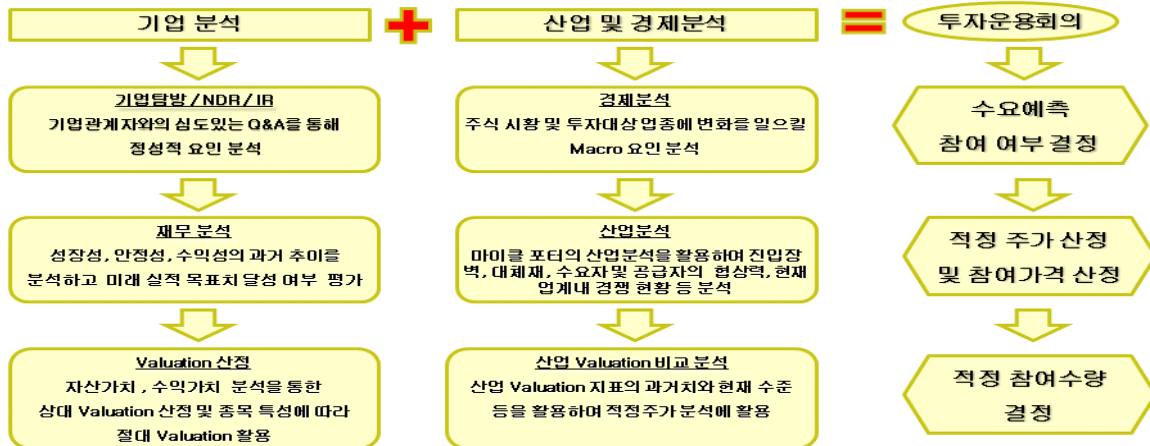 기업 분석
기업탐방 / NDR / IR
기업관계자와의 심도있는 Q&A를 통해
정성적 요인 분석
재무 분석
성장성, 안정성, 수익성의 과거 추이를
분석하고 미래 실적 목표치 달성 여부 평가
Valuation 산정
자산가치 , 수익가치 분석을 통한
상대 Valuation 산정 및 종목 특성에 따라
절대 Valuation 활용
산업 및 경제분석
경제분석
주식 시황 및 투자대상 업종에 변화를 일으킬
Macro 요인 분석
산업분석
마이클 포터의 산업분석을 활용하며 진입장
벽, 대체재, 수요자 및 공급자의 협상력, 현재
업계내 경쟁 현황 등 분석
산업 Valuation 비교 분석
산업 Valuation 지표의 과거치와 현재 수준
등을 활용하며 적정주가 분석에 활용
투자운용회의
수요예측
참여 여부 결정
적정 주가 산정
및 참여가격 산정
적정 참여수량
결정